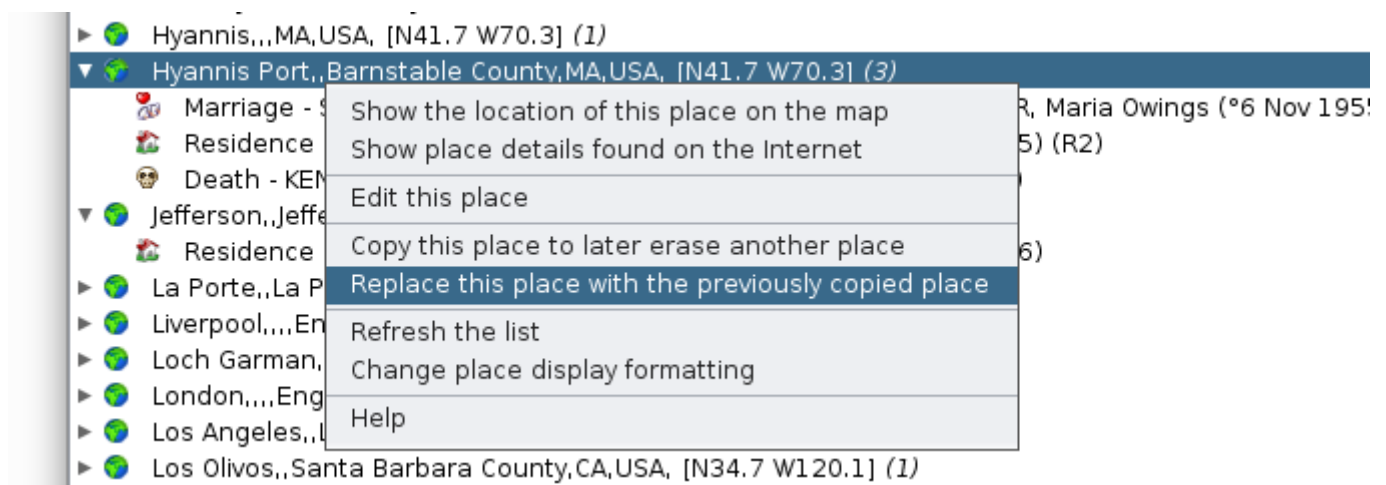 Hyannis,,,MA,USA, [N41.7 W70.3] (1)
Hyannis Port,,Barnstable County,MA,USA, [N41.7 W70.3] (3)
Marriage - Maria Owings (°6 Nov 195
Residence 5) (R2)
Death -
Jefferson,,
Residence 6)
La Porte,,La
Liverpool,,,,
Loch Garman,
London,,,,
Los Angeles,,
Los Olivos,,Santa Barbara County,CA,USA, [N34.7 W120.1] (1)
Show the location of this place on the map
Show place details found on the Internet
Edit this place
Copy this place to later erase another place
Replace this place with the previously copied place
Refresh the list
Change place display formatting
Help